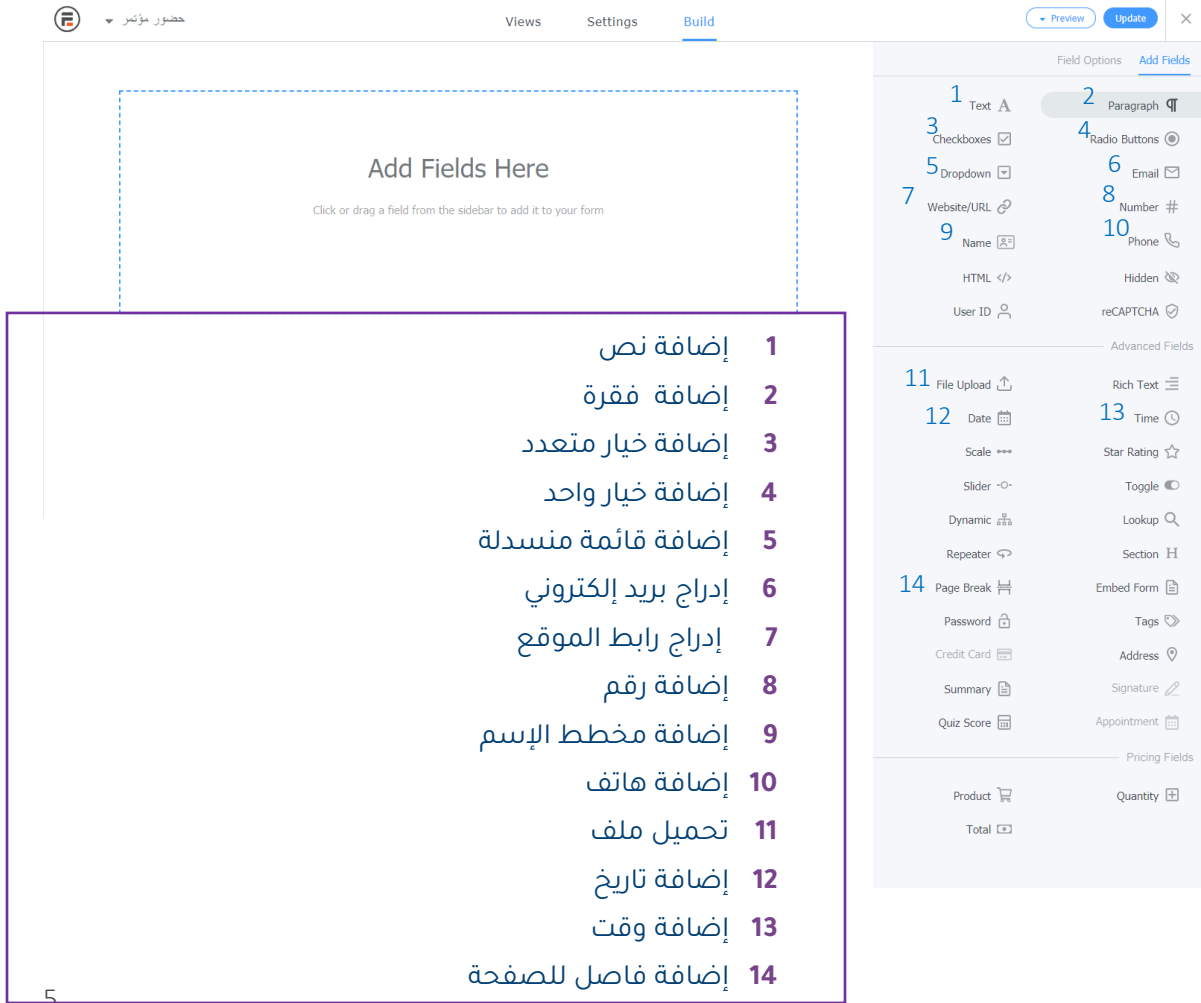 حضور مؤتمر
Views Settings Build
Preview Update
Field Options Add Fields
Add Fields Here
Click or drag a field from the sidebar to add it to your form
1 Text
2 Paragraph
3 Checkboxes
4 Radio Buttons
5 Dropdown
6 Email
7 Website/URL
8 Number
9 Name
10 Phone
HTML
Hidden
User ID
reCAPTCHA
Advanced Fields
11 File Upload
Rich Text
12 Date
13 Time
Scale
Star Rating
Slider
Toggle
Dynamic
Lookup
Repeater
Section
14 Page Break
Embed Form
Password
Tags
Credit Card
Address
Summary
Signature
Quiz Score
Appointment
Pricing Fields
Product
Quantity
Total
1 إضافة نص
2 إضافة فقرة
3 إضافة خيار متعدد
4 إضافة خيار واحد
5 إضافة قائمة منسدلة
6 إدراج بريد إلكتروني
7 إدراج رابط الموقع
8 إضافة رقم
9 إضافة مخطط الإسم
10 إضافة هاتف
11 تحميل ملف
12 إضافة تاريخ
13 إضافة وقت
14 إضافة فاصل للصفحة
5